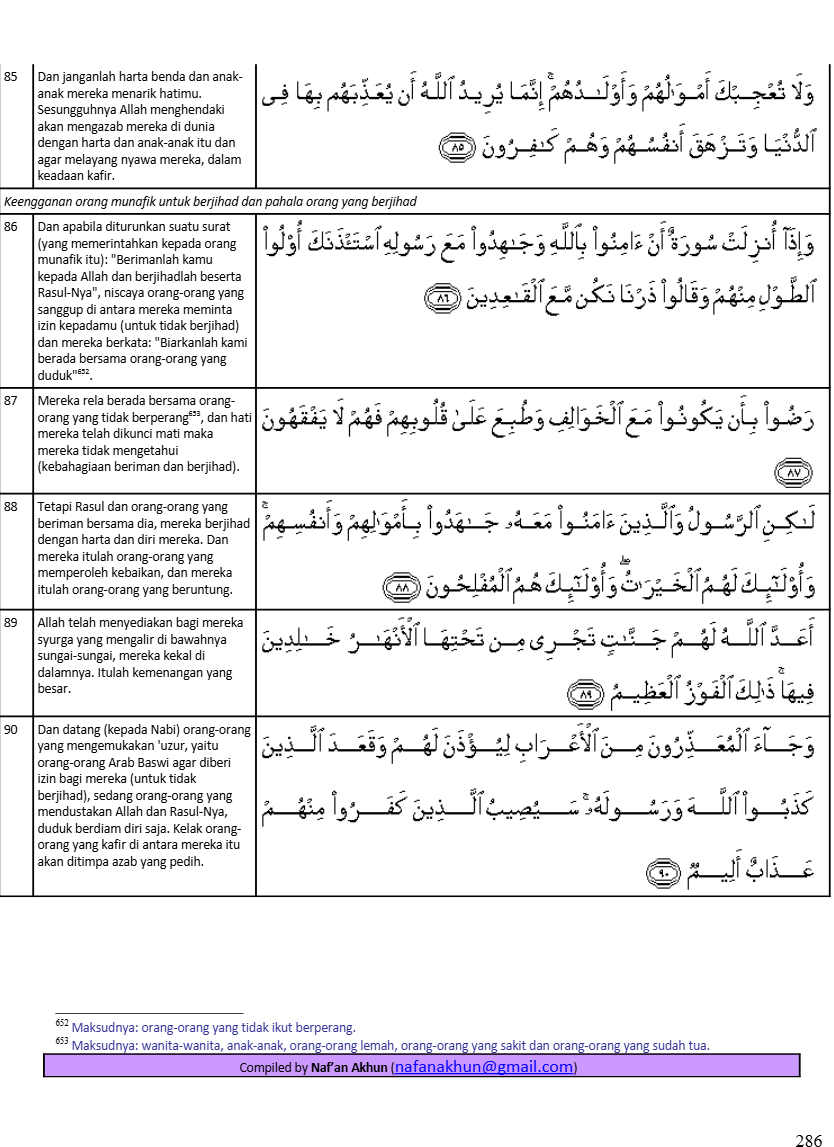 85
Dan janganlah harta benda dan anak-
anak mereka menarik hatimu.
Sesungguhnya Allah menghendaki
akan mengazab mereka di dunia
dengan harta dan anak-anak itu dan
agar melayang nyawa mereka, dalam
keadaan kafir.
وَلَا تُعْجِبْكَ أَمْوَٰلُهُمْ وَأَوْلَـٰدُهُمْ ۚ إِنَّمَا يُرِيدُ ٱللَّهُ أَن يُعَذِّبَهُم بِهَا فِى
ٱلدُّنْيَا وَتَزْهَقَ أَنفُسُهُمْ وَهُمْ كَـٰفِرُونَ ٨٥
Keengganan orang munafik untuk berjihad dan pahala orang yang berjihad
86
Dan apabila diturunkan suatu surat
(yang memerintahkan kepada orang
munafik itu): "Berimanlah kamu
kepada Allah dan berjihadlah beserta
Rasul-Nya", niscaya orang-orang yang
sanggup di antara mereka meminta
izin kepadamu (untuk tidak berjihad)
dan mereka berkata: "Biarkanlah kami
berada bersama orang-orang yang
duduk"652.
وَإِذَآ أُنزِلَتْ سُورَةٌ أَنْ ءَامِنُوا۟ بِٱللَّهِ وَجَـٰهِدُوا۟ مَعَ رَسُولِهِ ٱسْتَـْٔذَنَكَ أُو۟لُوا۟
ٱلطَّوْلِ مِنْهُمْ وَقَالُوا۟ ذَرْنَا نَكُن مَّعَ ٱلْقَـٰعِدِينَ ٨٦
87
Mereka rela berada bersama orang-
orang yang tidak berperang653, dan hati
mereka telah dikunci mati maka
mereka tidak mengetahui
(kebahagiaan beriman dan berjihad).
رَضُوا۟ بِأَن يَكُونُوا۟ مَعَ ٱلْخَوَالِفِ وَطُبِعَ عَلَىٰ قُلُوبِهِمْ فَهُمْ لَا يَفْقَهُونَ
٨٧
88
Tetapi Rasul dan orang-orang yang
beriman bersama dia, mereka berjihad
dengan harta dan diri mereka. Dan
mereka itulah orang-orang yang
memperoleh kebaikan, dan mereka
itulah orang-orang yang beruntung.
لَـٰكِنِ ٱلرَّسُولُ وَٱلَّذِينَ ءَامَنُوا۟ مَعَهُۥ جَـٰهَدُوا۟ بِأَمْوَٰلِهِمْ وَأَنفُسِهِمْ ۚ
وَأُو۟لَـٰٓئِكَ لَهُمُ ٱلْخَيْرَٰتُ ۖ وَأُو۟لَـٰٓئِكَ هُمُ ٱلْمُفْلِحُونَ ٨٨
89
Allah telah menyediakan bagi mereka
syurga yang mengalir di bawahnya
sungai-sungai, mereka kekal di
dalamnya. Itulah kemenangan yang
besar.
أَعَدَّ ٱللَّهُ لَهُمْ جَنَّـٰتٍ تَجْرِى مِن تَحْتِهَا ٱلْأَنْهَـٰرُ خَـٰلِدِينَ
فِيهَا ۚ ذَٰلِكَ ٱلْفَوْزُ ٱلْعَظِيمُ ٨٩
90
Dan datang (kepada Nabi) orang-orang
yang mengemukakan 'uzur, yaitu
orang-orang Arab Baswi agar diberi
izin bagi mereka (untuk tidak
berjihad), sedang orang-orang yang
mendustakan Allah dan Rasul-Nya,
duduk berdiam diri saja. Kelak orang-
orang yang kafir di antara mereka itu
akan ditimpa azab yang pedih.
وَجَآءَ ٱلْمُعَذِّرُونَ مِنَ ٱلْأَعْرَابِ لِيُؤْذَنَ لَهُمْ وَقَعَدَ ٱلَّذِينَ
كَذَبُوا۟ ٱللَّهَ وَرَسُولَهُۥ ۚ سَيُصِيبُ ٱلَّذِينَ كَفَرُوا۟ مِنْهُمْ
عَذَابٌ أَلِيمٌ ٩٠
652 Maksudnya: orang-orang yang tidak ikut berperang.
653 Maksudnya: wanita-wanita, anak-anak, orang-orang lemah, orang-orang yang sakit dan orang-orang yang sudah tua.
Compiled by Naf'an Akhun (nafanakhun@gmail.com)
286